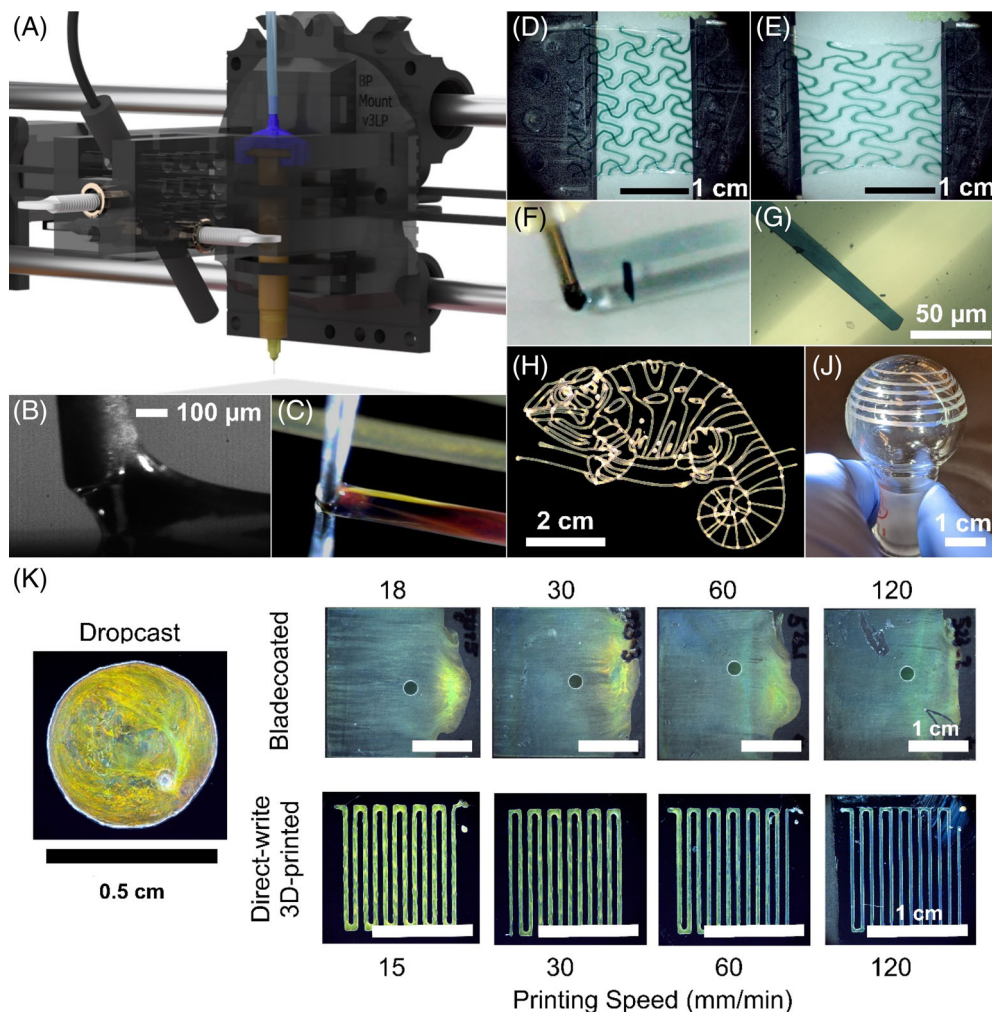 (A)
BP
Mount
v3LP
(B)
100 µm
(C)
(D)
1 cm
(E)
1 cm
(F)
(G)
50 µm
(H)
2 cm
(J)
1 cm
(K)
Dropcast
0.5 cm
Bladecoated
18
30
60
120
1 cm
Direct-write
3D-printed
1 cm
15
30
60
120
Printing Speed (mm/min)